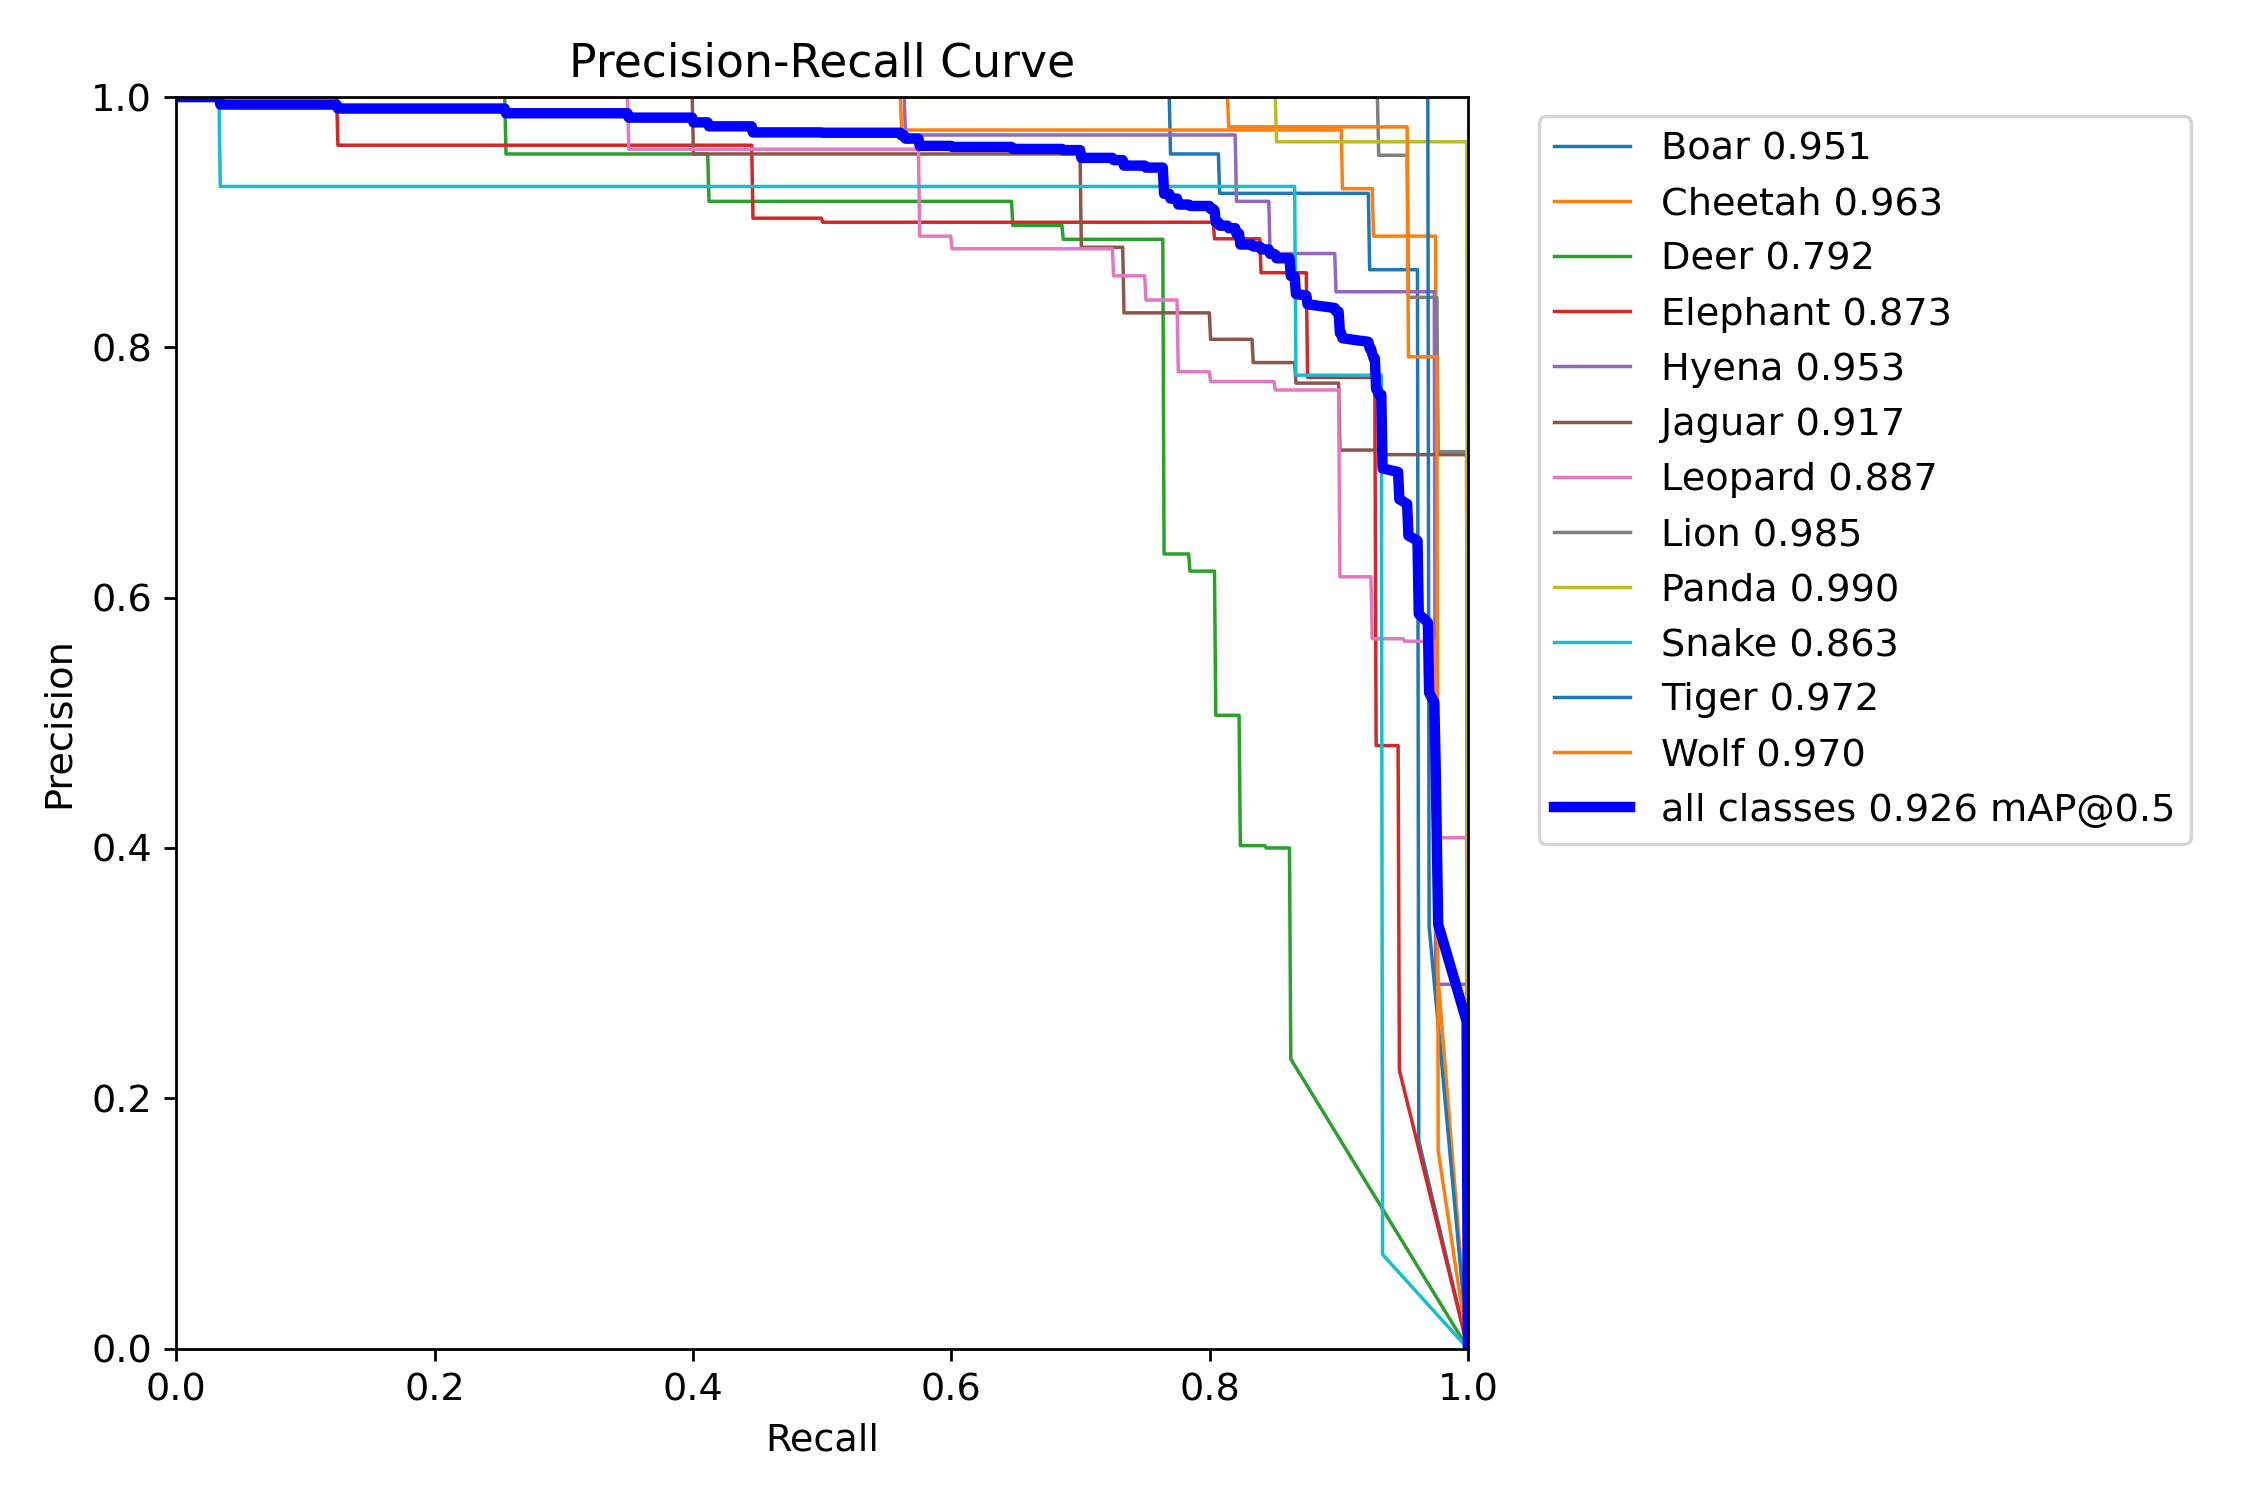 Precision-Recall Curve
1.0
0.8
0.6
0.4
0.2
0.0
Precision
0.0 0.2 0.4 0.6 0.8 1.0
Recall
Boar 0.951
Cheetah 0.963
Deer 0.792
Elephant 0.873
Hyena 0.953
Jaguar 0.917
Leopard 0.887
Lion 0.985
Panda 0.990
Snake 0.863
Tiger 0.972
Wolf 0.970
all classes 0.926 mAP@0.5